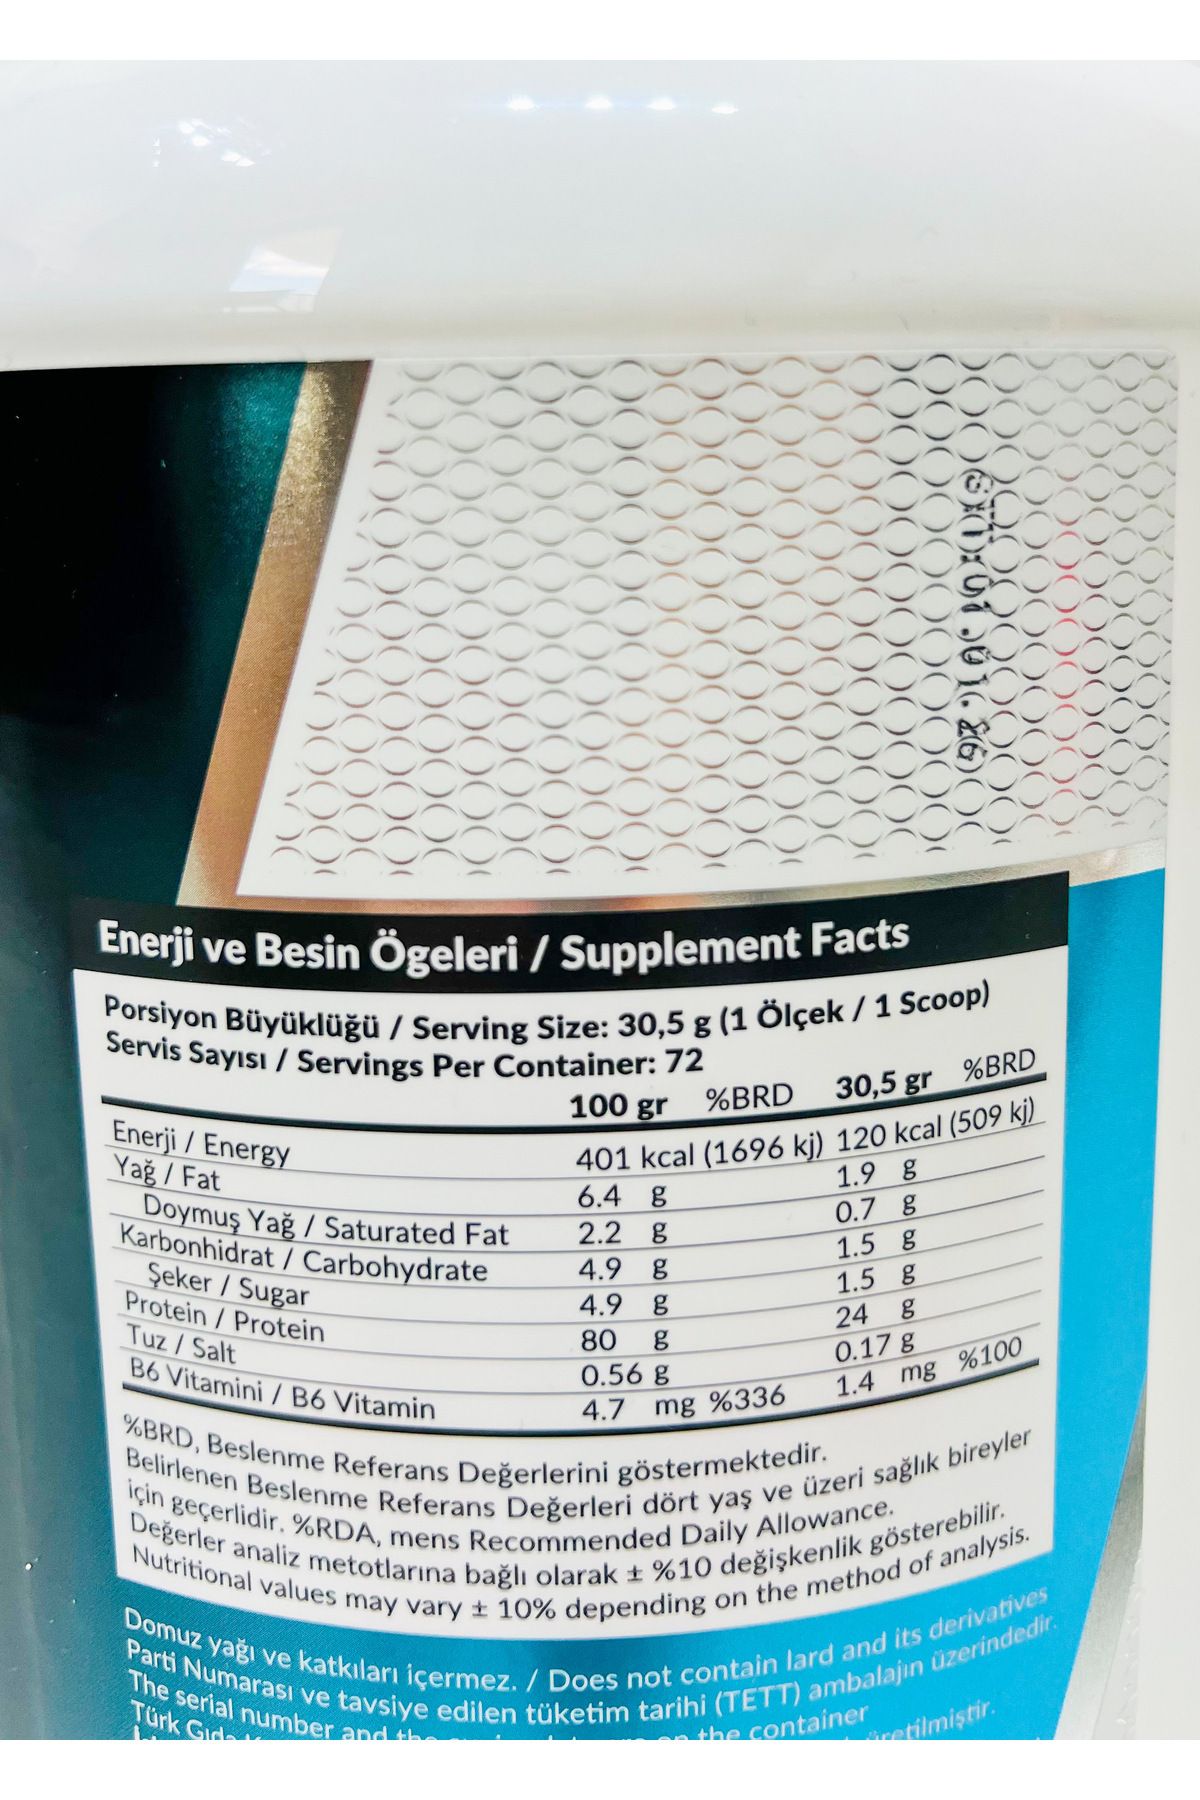 SKT:01.01.26
Enerji ve Besin Ögeleri / Supplement Facts
Porsiyon Büyüklüğü / Serving Size: 30,5 g (1 Ölçek / 1 Scoop)
Servis Sayısı / Servings Per Container: 72
100 gr %BRD 30,5 gr %BRD
Enerji / Energy 401 kcal (1696 kj) 120 kcal (509 kj)
Yağ / Fat 6.4 g 1.9 g
Doymuş Yağ / Saturated Fat 2.2 g 0.7 g
Karbonhidrat / Carbohydrate 4.9 g 1.5 g
Şeker / Sugar 4.9 g 1.5 g
Protein / Protein 80 g 24 g
Tuz / Salt 0.56 g 0.17 g
B6 Vitamini / B6 Vitamin 4.7 mg %336 1.4 mg %100
%BRD, Beslenme Referans Değerlerini göstermektedir.
Belirlenen Beslenme Referans Değerleri dört yaş ve üzeri sağlık bireyler
için geçerlidir. %RDA, mens Recommended Daily Allowance.
Değerler analiz metotlarına bağlı olarak ± %10 değişkenlik gösterebilir.
Nutritional values may vary ± 10% depending on the method of analysis.
Domuz yağı ve katkıları içermez. / Does not contain lard and its derivatives
Parti Numarası ve tavsiye edilen tüketim tarihi (TETT) ambalajın üzerindedir.
The serial number and the on the container
Türk Gıda üretilmiştir.